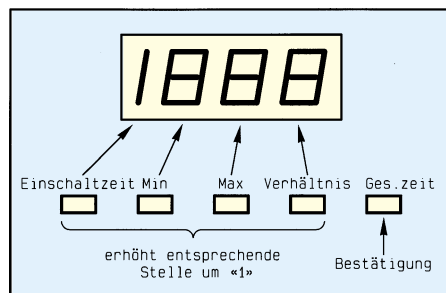 1888
Einschaltzeit Min Max Verhältnis Ges.zeit
erhöht entsprechende
Stelle um «1»
Bestätigung